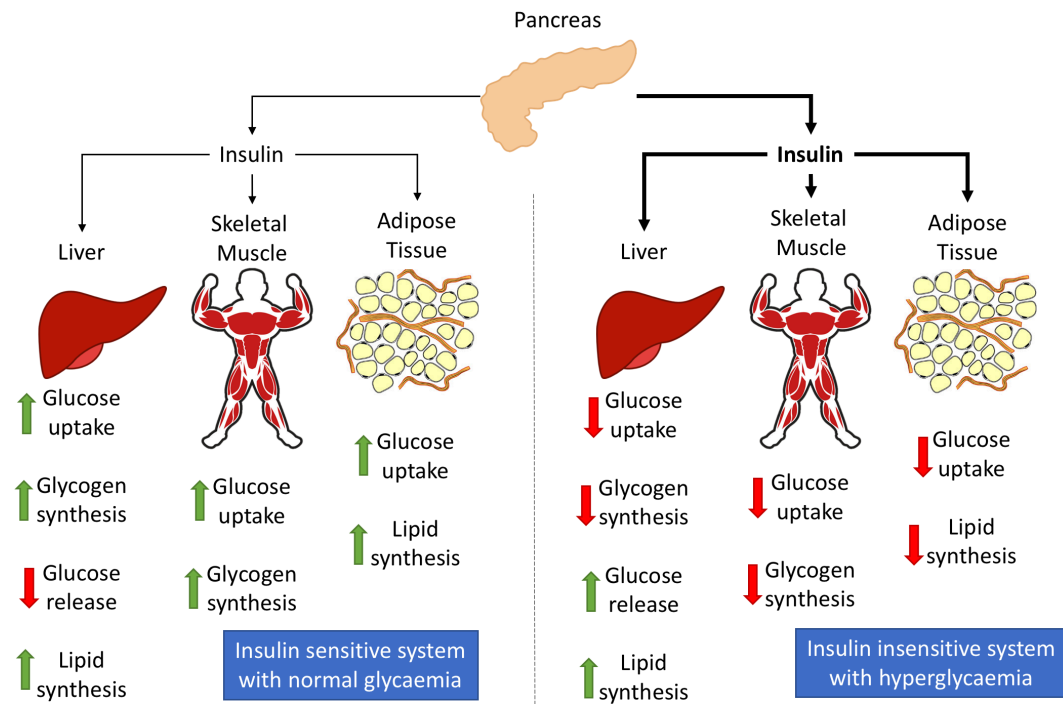 Pancreas
Insulin
Liver
Skeletal
Muscle
Adipose
Tissue
Glucose
uptake
Glycogen
synthesis
Glucose
release
Lipid
synthesis
Glucose
uptake
Glycogen
synthesis
Glucose
uptake
Lipid
synthesis
Insulin sensitive system
with normal glycaemia
Insulin
Liver
Skeletal
Muscle
Adipose
Tissue
Glucose
uptake
Glycogen
synthesis
Glucose
release
Lipid
synthesis
Glucose
uptake
Glycogen
synthesis
Glucose
uptake
Lipid
synthesis
Insulin insensitive system
with hyperglycaemia